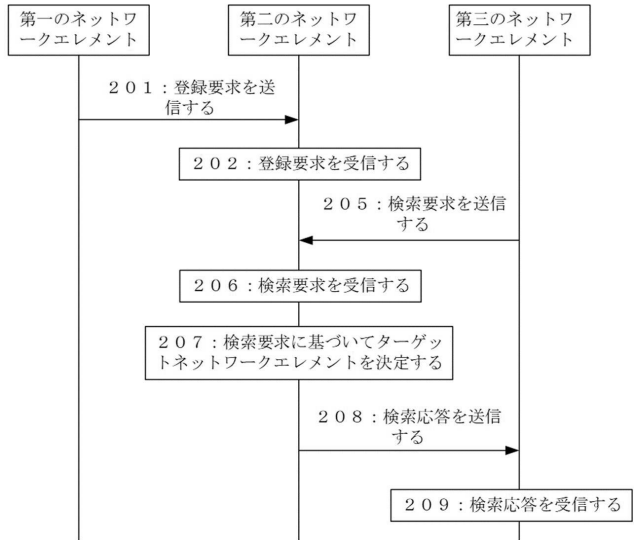 第一のネットワ
ークエレメント
第二のネットワ
ークエレメント
第三のネットワ
ークエレメント
２０１：登録要求を送
信する
２０２：登録要求を受信する
２０５：検索要求を送信
する
２０６：検索要求を受信する
２０７：検索要求に基づいてターゲッ
トネットワークエレメントを決定する
２０８：検索応答を送信
する
２０９：検索応答を受信する